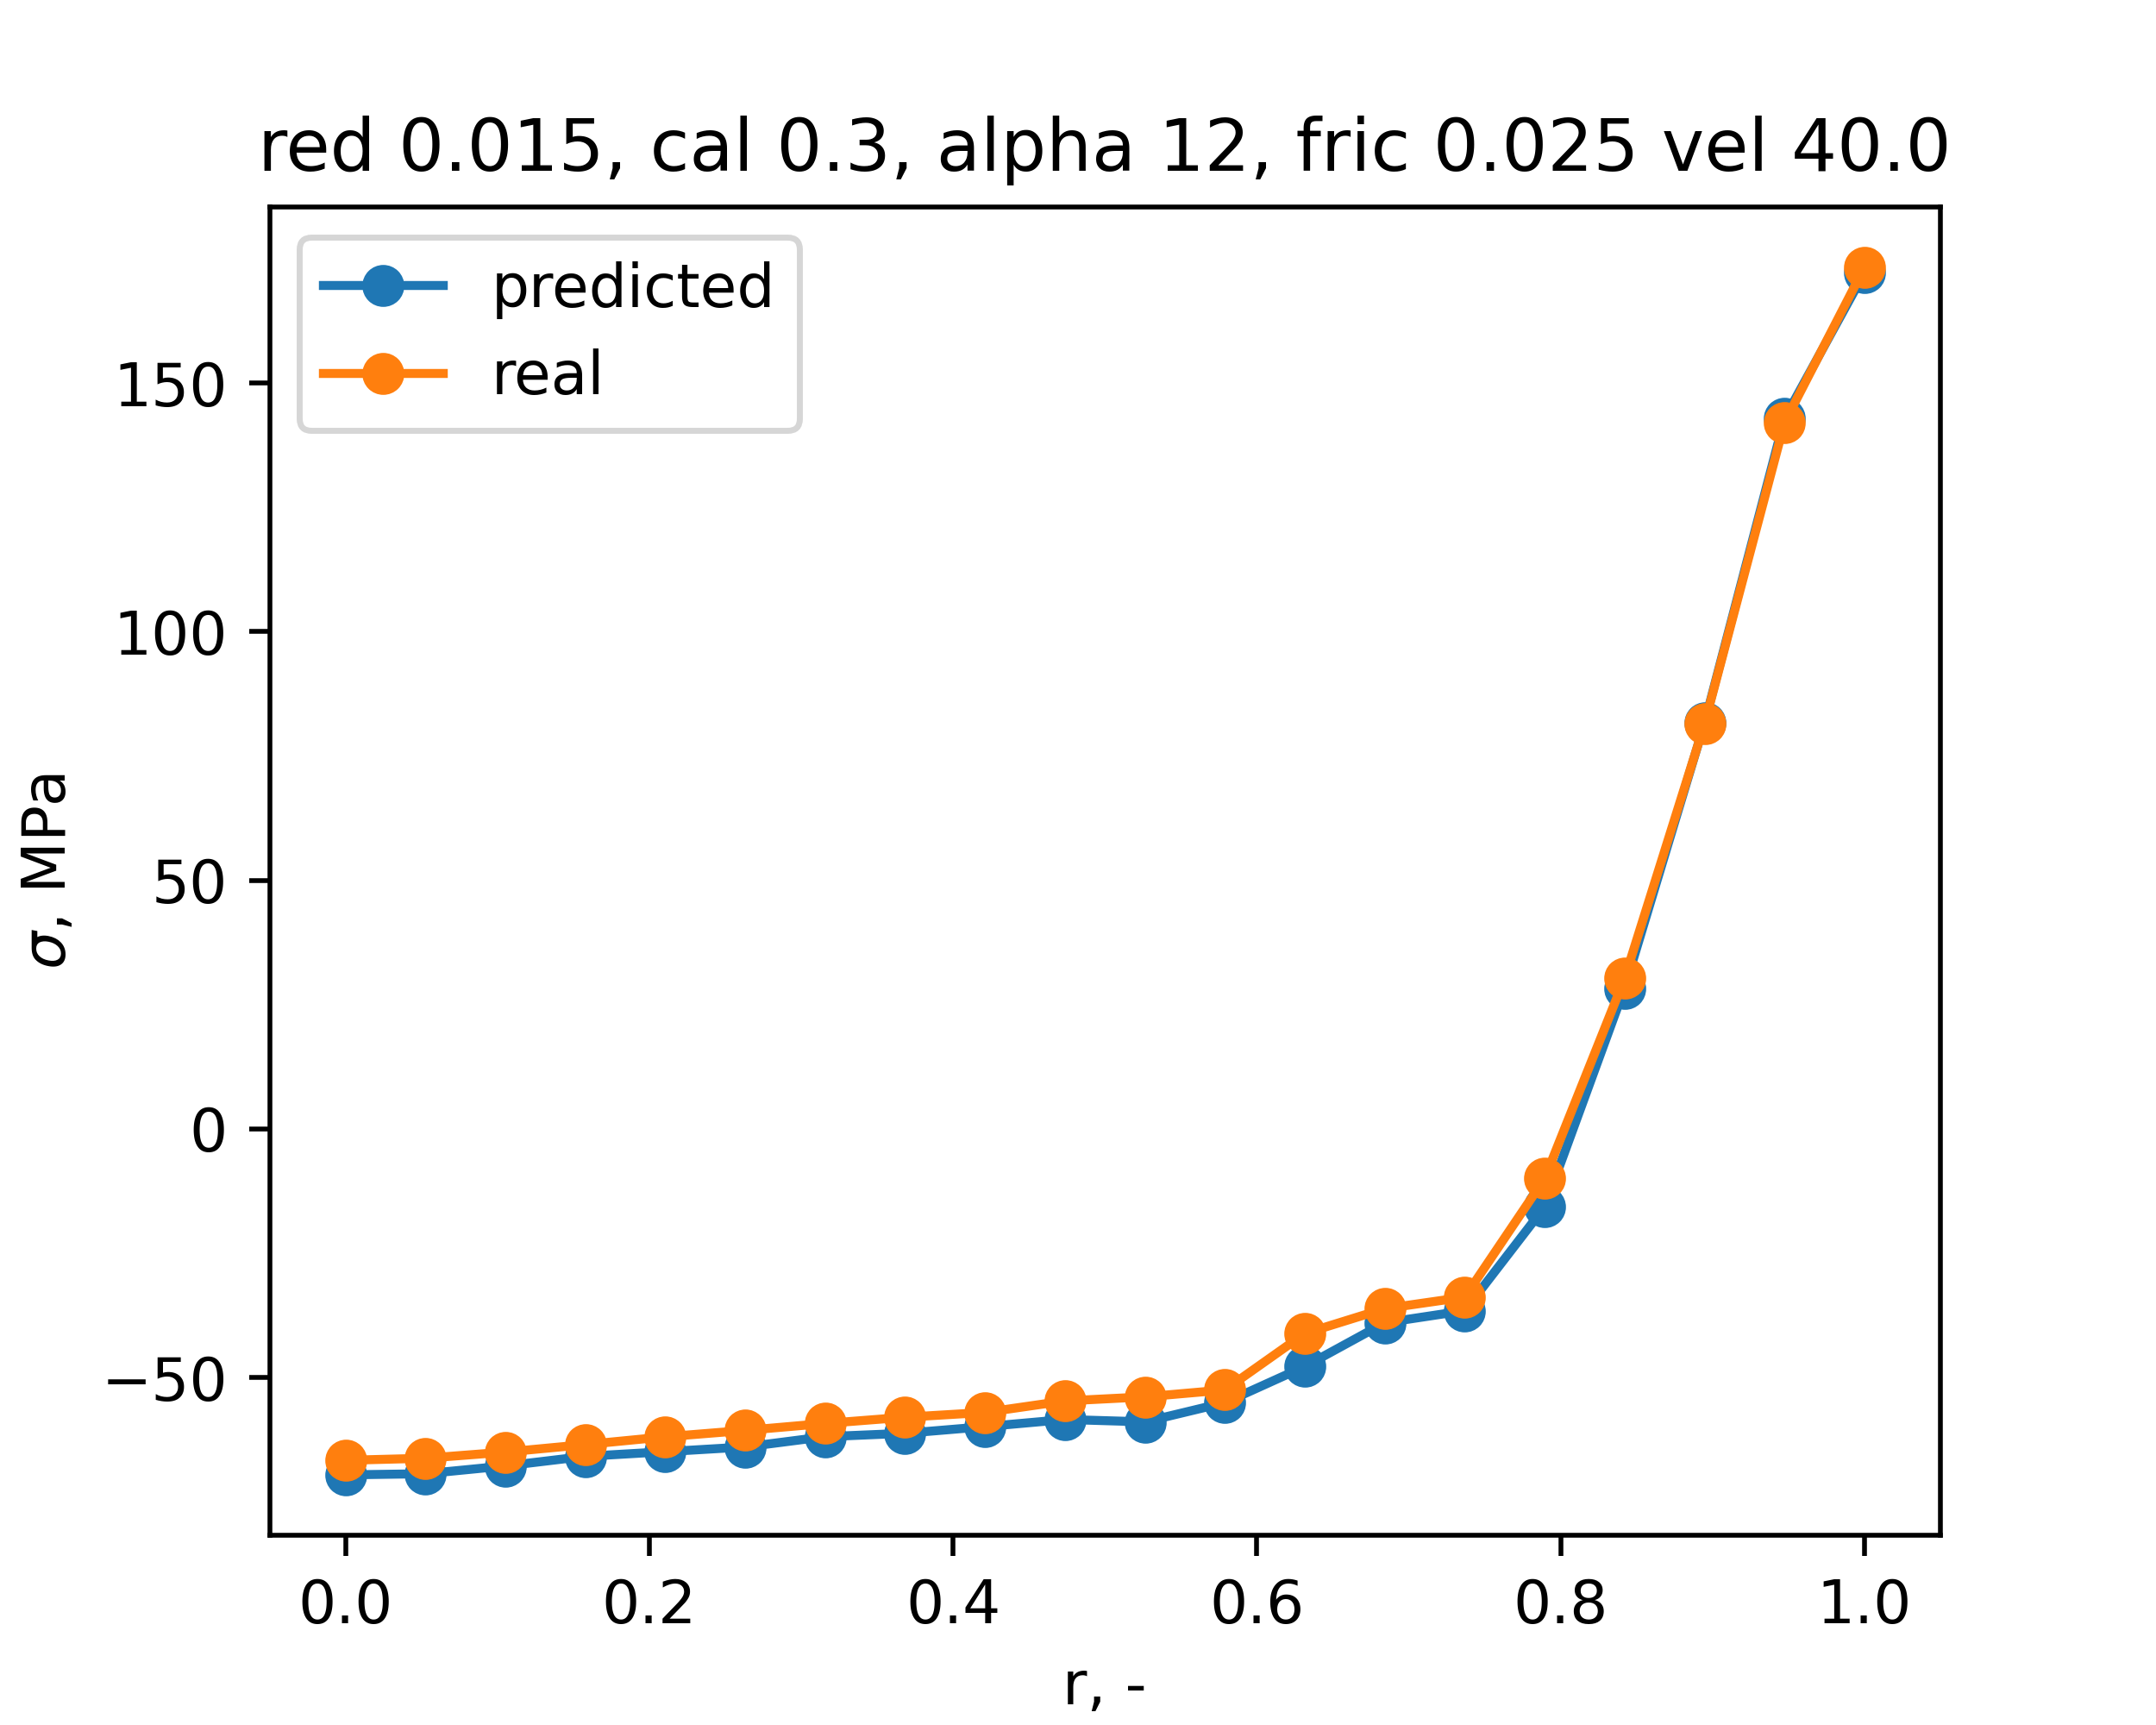 red 0.015, cal 0.3, alpha 12, fric 0.025 vel 40.0
predicted
real
150
100
50
0
−50
σ, MPa
0.0 0.2 0.4 0.6 0.8 1.0
r, -